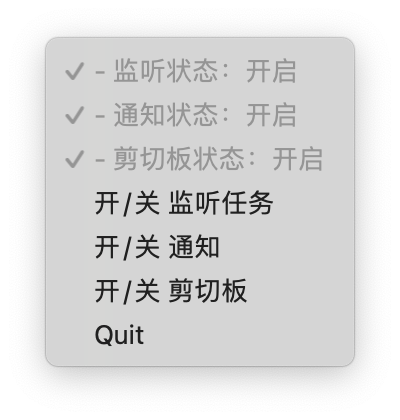 ✓ - 监听状态：开启
✓ - 通知状态：开启
✓ - 剪切板状态：开启
开/关 监听任务
开/关 通知
开/关 剪切板
Quit